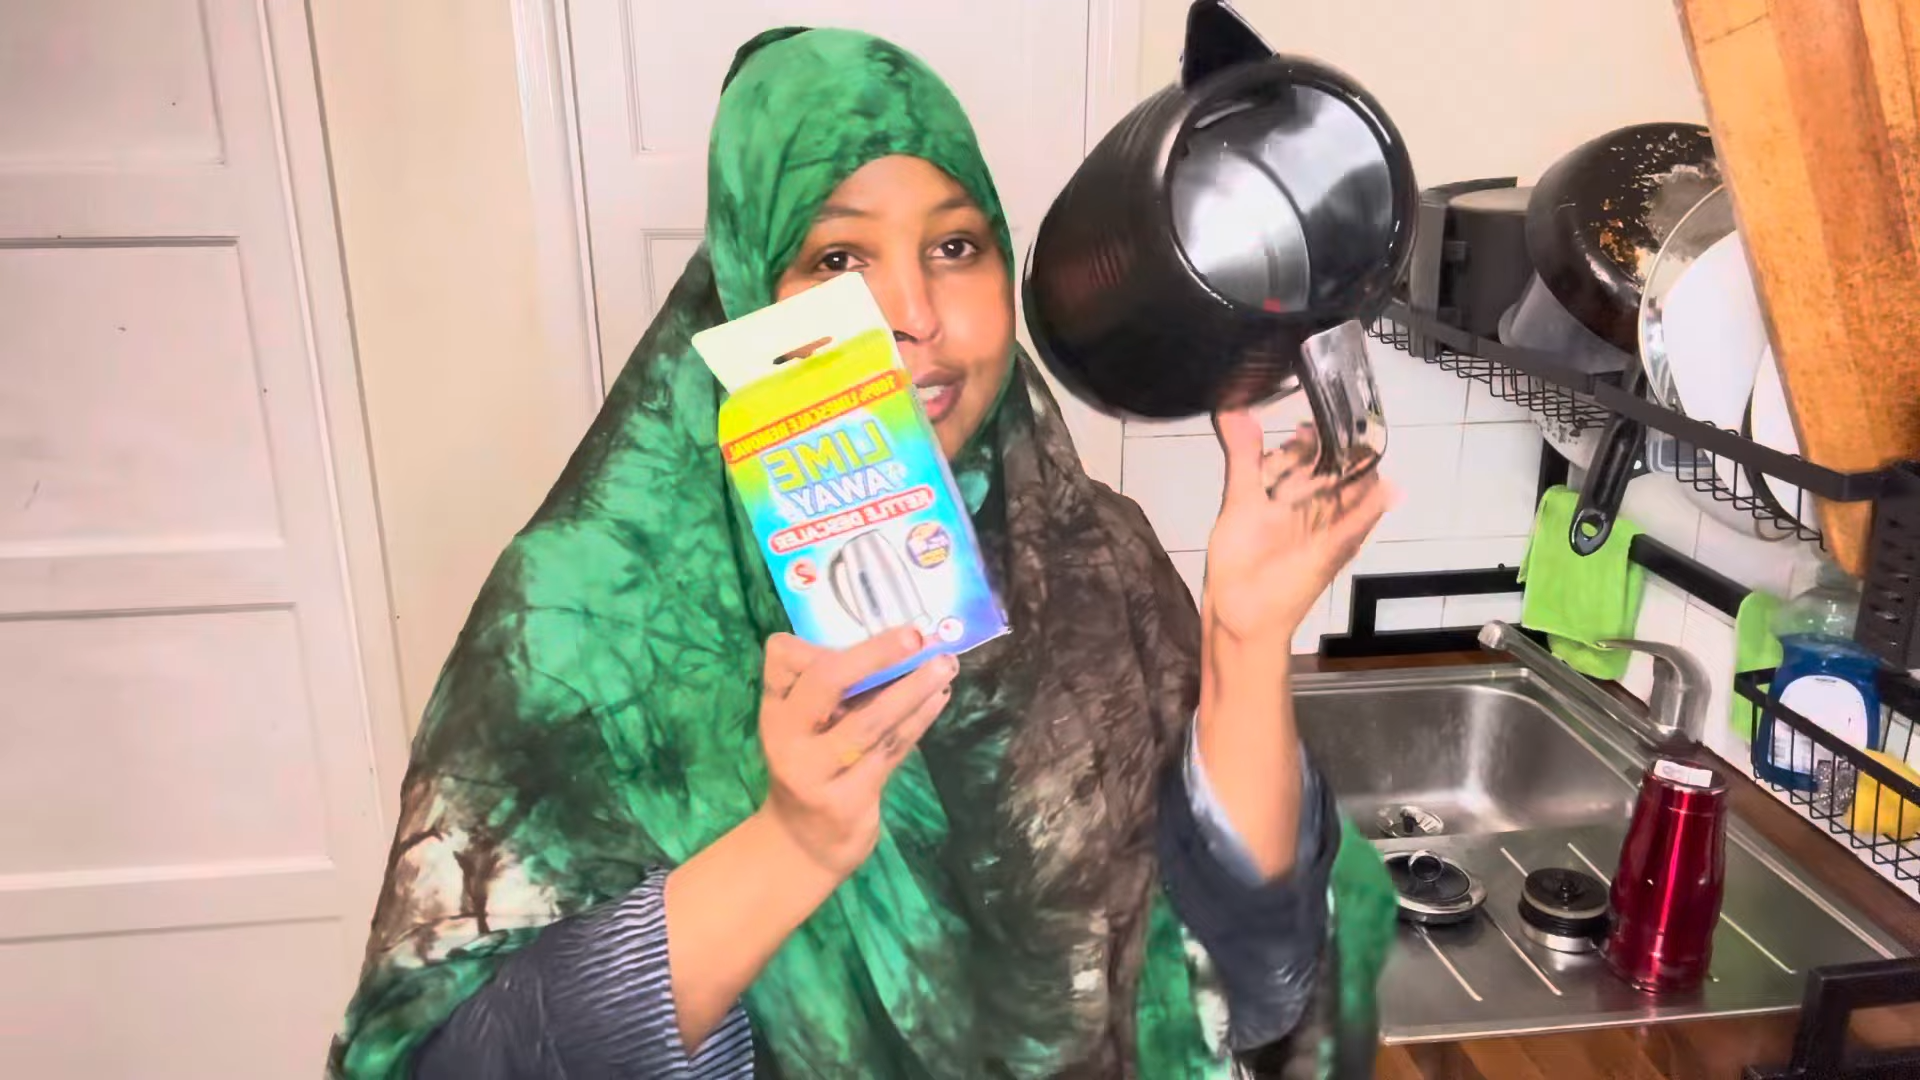 100% LIMESCALE REMOVAL
LIME
AWAY
KETTLE DESCALER
2